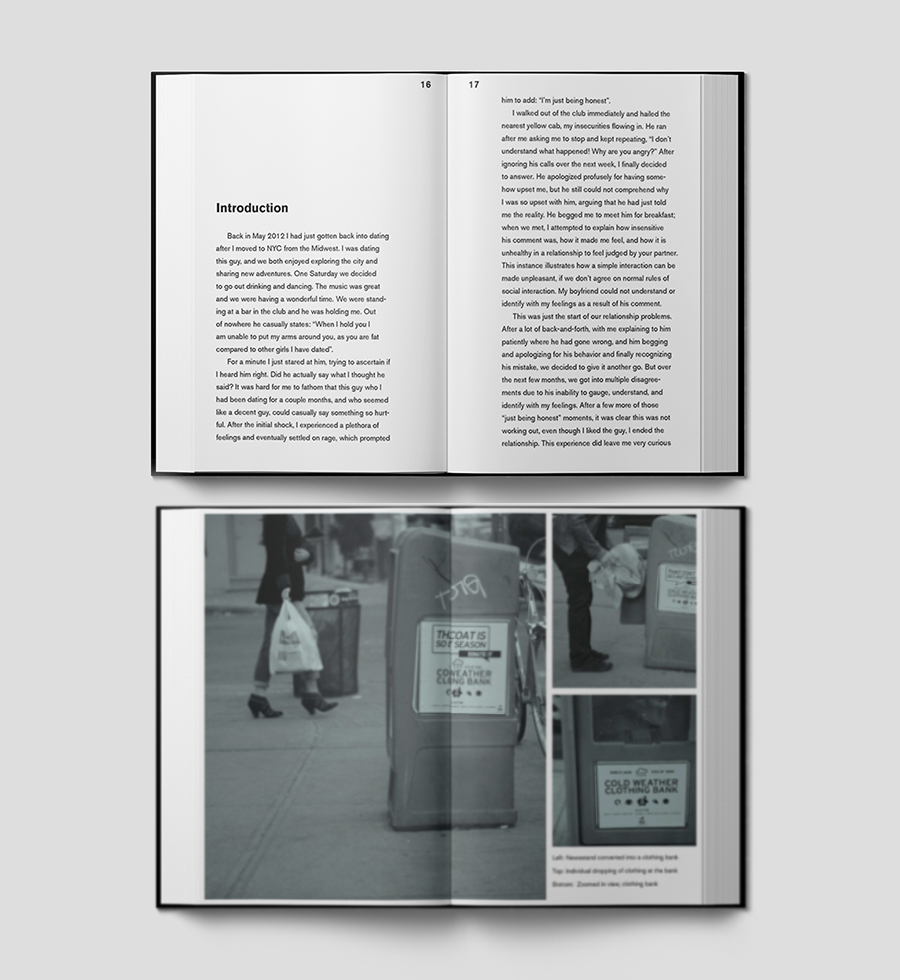 16
Introduction
Back in May 2012 I had just gotten back into dating
after I moved to NYC from the Midwest. I was dating
this guy, and we both enjoyed exploring the city and
sharing new adventures. One Saturday we decided
to go out drinking and dancing. The music was great
and we were having a wonderful time. We were stand-
ing at a bar in the club and he was holding me. Out
of nowhere he casually states: “When I hold you I
am unable to put my arms around you, as you are fat
compared to other girls I have dated”.
For a minute I just stared at him, trying to ascertain if
I heard him right. Did he actually say what I thought he
said? It was hard for me to fathom that this guy who I
had been dating for a couple months, and who seemed
like a decent guy, could casually say something so hurt-
ful. After the initial shock, I experienced a plethora of
feelings and eventually settled on rage, which prompted
17
him to add: “I’m just being honest”.
I walked out of the club immediately and hailed the
nearest yellow cab, my insecurities flowing in. He ran
after me asking me to stop and kept repeating, “I don’t
understand what happened! Why are you angry?” After
ignoring his calls over the next week, I finally decided
to answer. He apologized profusely for having some-
how upset me, but he still could not comprehend why
I was so upset with him, arguing that he had just told
me the reality. He begged me to meet him for breakfast;
when we met, I attempted to explain how insensitive
his comment was, how it made me feel, and how it is
unhealthy in a relationship to feel judged by your partner.
This instance illustrates how a simple interaction can be
made unpleasant, if we don’t agree on normal rules of
social interaction. My boyfriend could not understand or
identify with my feelings as a result of his comment.
This was just the start of our relationship problems.
After a lot of back-and-forth, with me explaining to him
patiently where he had gone wrong, and him begging
and apologizing for his behavior and finally recognizing
his mistake, we decided to give it another go. But over
the next few months, we got into multiple disagree-
ments due to his inability to gauge, understand, and
identify with my feelings. After a few more of those
“just being honest” moments, it was clear this was not
working out, even though I liked the guy, I ended the
relationship. This experience did leave me very curious
THCOAT IS
SOE SEASON
DONATE IT
COWEATHER
CLONG BANK
COLD WEATHER
CLOTHING BANK
Left: Newsstand converted into a clothing bank
Top: Individual dropping of clothing at the bank
Bottom: Zoomed in view, clothing bank